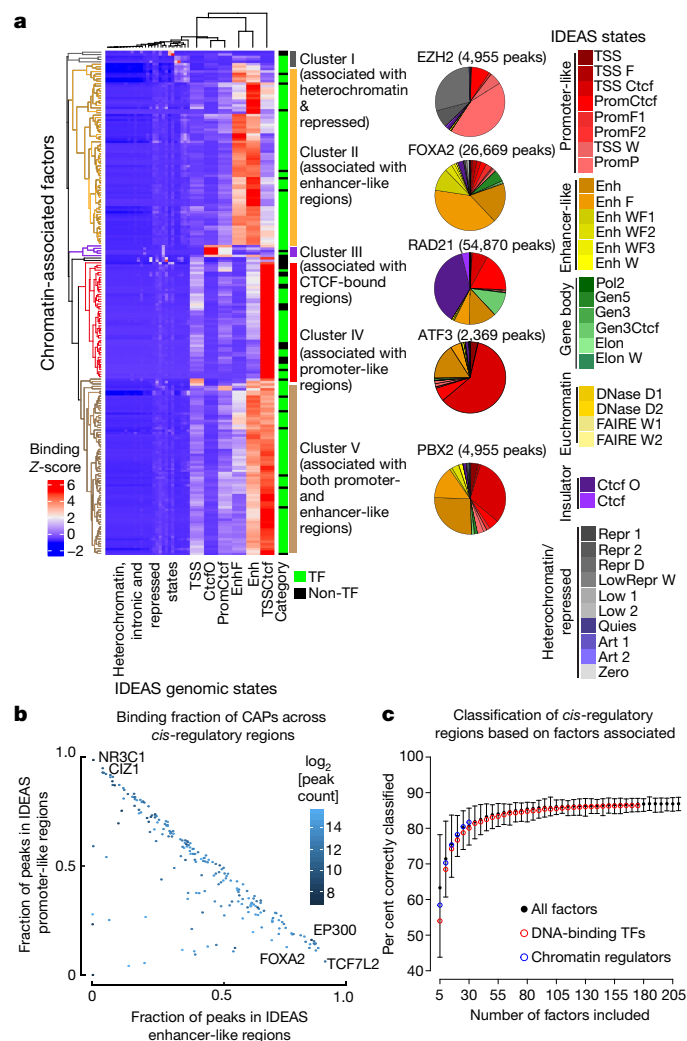 a
Chromatin-associated factors
Binding
Z-score
6
4
2
0
−2
Cluster I
(associated with
heterochromatin
&
repressed)
Cluster II
(associated with
enhancer-like
regions)
Cluster III
(associated with
CTCF-bound
regions)
Cluster IV
(associated with
promoter-like
regions)
Cluster V
(associated with
both promoter-
and
enhancer-like
regions)
Heterochromatin,
intronic and
repressed
states
TSS
CtcfO
PromCtcf
EnhF
Enh
TSSCtcf
Category
TF
Non-TF
IDEAS genomic states
EZH2 (4,955 peaks)
FOXA2 (26,669 peaks)
RAD21 (54,870 peaks)
ATF3 (2,369 peaks)
PBX2 (4,955 peaks)
IDEAS states
Promoter-like
TSS
TSS F
TSS Ctcf
PromCtcf
PromF1
PromF2
TSS W
PromP
Enhancer-like
Enh
Enh F
Enh WF1
Enh WF2
Enh WF3
Enh W
Gene body
Pol2
Gen5
Gen3
Gen3Ctcf
Elon
Elon W
Euchromatin
DNase D1
DNase D2
FAIRE W1
FAIRE W2
Insulator
Ctcf O
Ctcf
Heterochromatin/
repressed
Repr 1
Repr 2
Repr D
LowRepr W
Low 1
Low 2
Quies
Art 1
Art 2
Zero
b
Binding fraction of CAPs across
cis-regulatory regions
Fraction of peaks in IDEAS
promoter-like regions
1.0
0.5
0
NR3C1
CIZ1
log2
[peak
count]
14
12
10
8
EP300
FOXA2
TCF7L2
0
0.5
1.0
Fraction of peaks in IDEAS
enhancer-like regions
c
Classification of cis-regulatory
regions based on factors associated
Per cent correctly classified
100
90
80
70
60
50
40
All factors
DNA-binding TFs
Chromatin regulators
5 30 55 80 105 130 155 180 205
Number of factors included